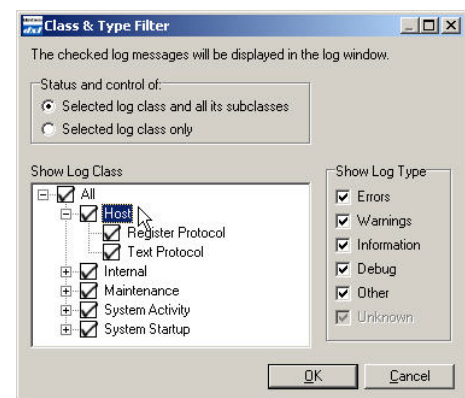 Class & Type Filter
The checked log messages will be displayed in the log window.
Status and control of:
Selected log class and all its subclasses
Selected log class only
Show Log Class
All
Host
Register Protocol
Text Protocol
Internal
Maintenance
System Activity
System Startup
Show Log Type
Errors
Warnings
Information
Debug
Other
Unknown
OK
Cancel